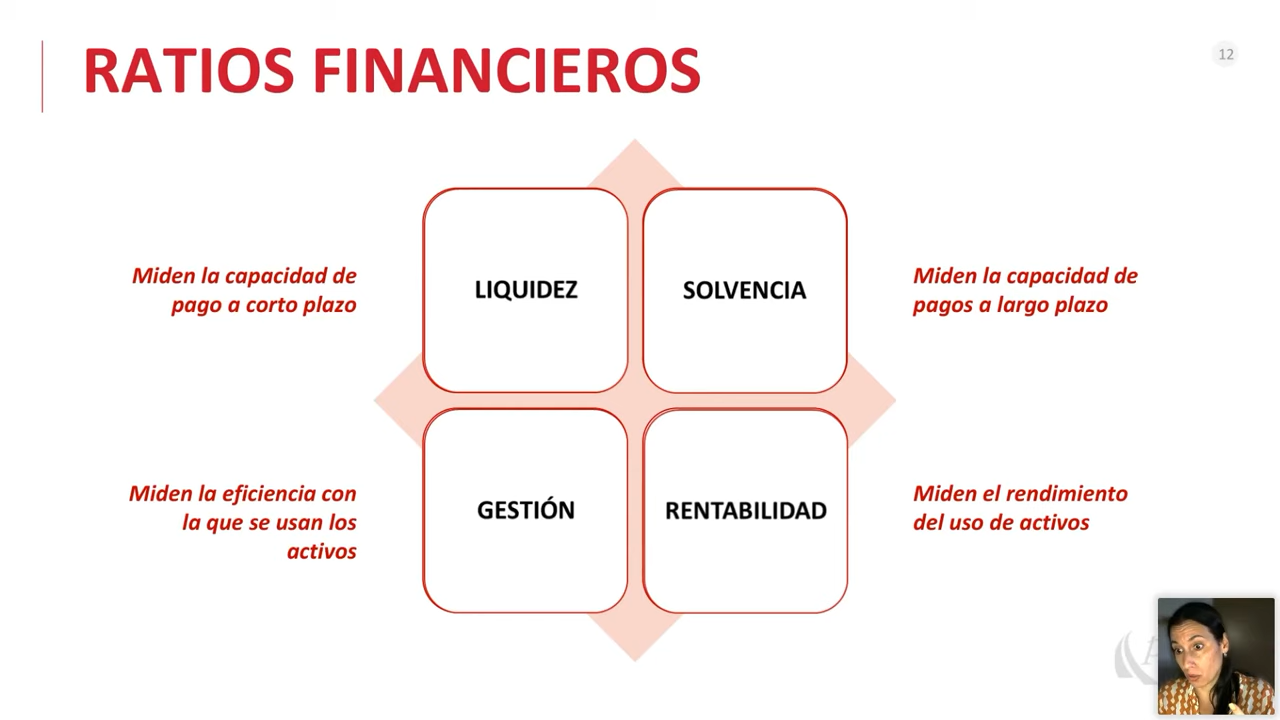 RATIOS FINANCIEROS
12
Miden la capacidad de
pago a corto plazo
LIQUIDEZ
SOLVENCIA
Miden la capacidad de
pagos a largo plazo
Miden la eficiencia con
la que se usan los
activos
GESTIÓN
RENTABILIDAD
Miden el rendimiento
del uso de activos